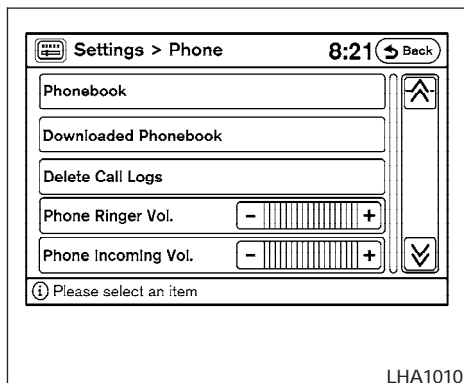 Settings > Phone 8:21 Back
Phonebook
Downloaded Phonebook
Delete Call Logs
Phone Ringer Vol. - +
Phone Incoming Vol. - +
i Please select an item
LHA1010